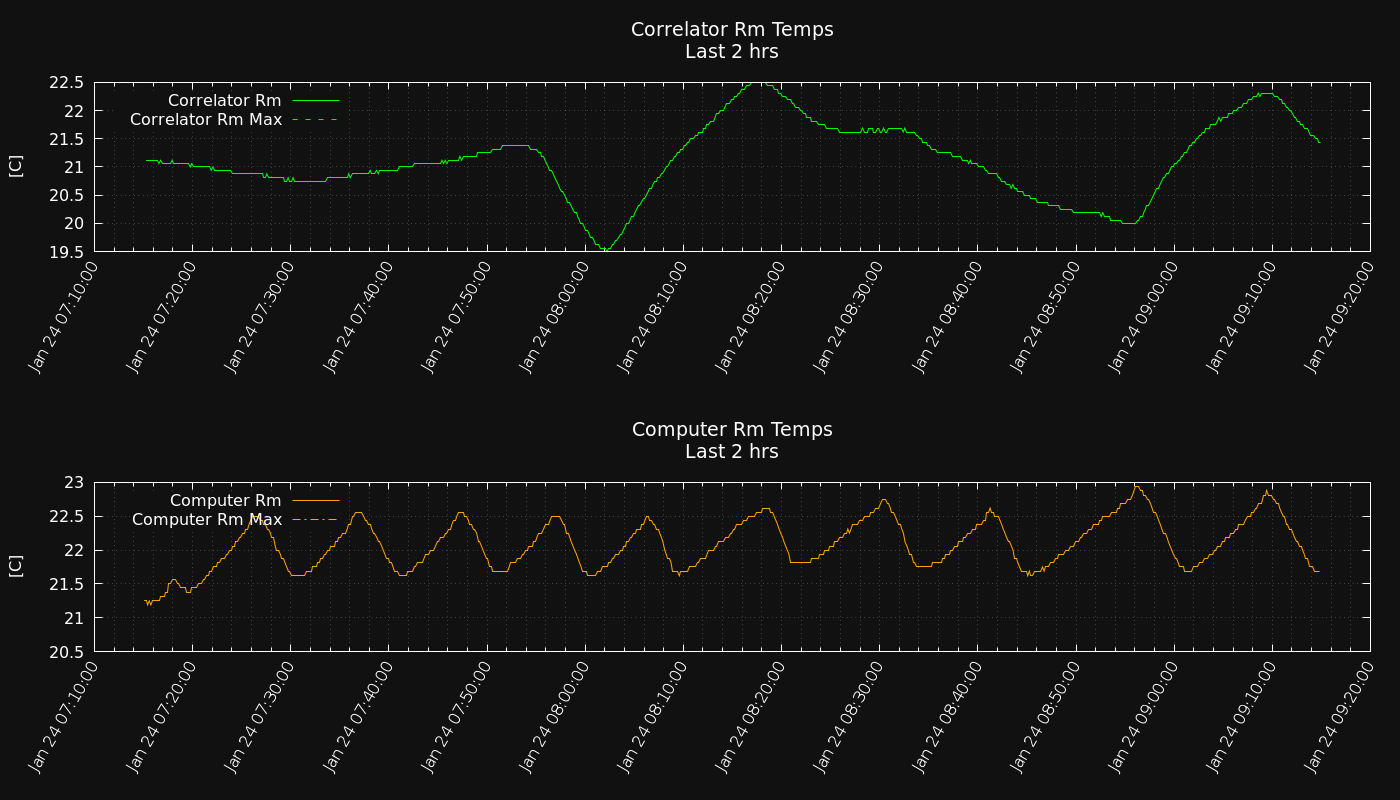 Correlator Rm Temps
Last 2 hrs
22.5
22
21.5
21
20.5
20
19.5
[C]
Correlator Rm
Correlator Rm Max
Jan 24 07:10:00
Jan 24 07:20:00
Jan 24 07:30:00
Jan 24 07:40:00
Jan 24 07:50:00
Jan 24 08:00:00
Jan 24 08:10:00
Jan 24 08:20:00
Jan 24 08:30:00
Jan 24 08:40:00
Jan 24 08:50:00
Jan 24 09:00:00
Jan 24 09:10:00
Jan 24 09:20:00
Computer Rm Temps
Last 2 hrs
23
22.5
22
21.5
21
20.5
[C]
Computer Rm
Computer Rm Max
Jan 24 07:10:00
Jan 24 07:20:00
Jan 24 07:30:00
Jan 24 07:40:00
Jan 24 07:50:00
Jan 24 08:00:00
Jan 24 08:10:00
Jan 24 08:20:00
Jan 24 08:30:00
Jan 24 08:40:00
Jan 24 08:50:00
Jan 24 09:00:00
Jan 24 09:10:00
Jan 24 09:20:00